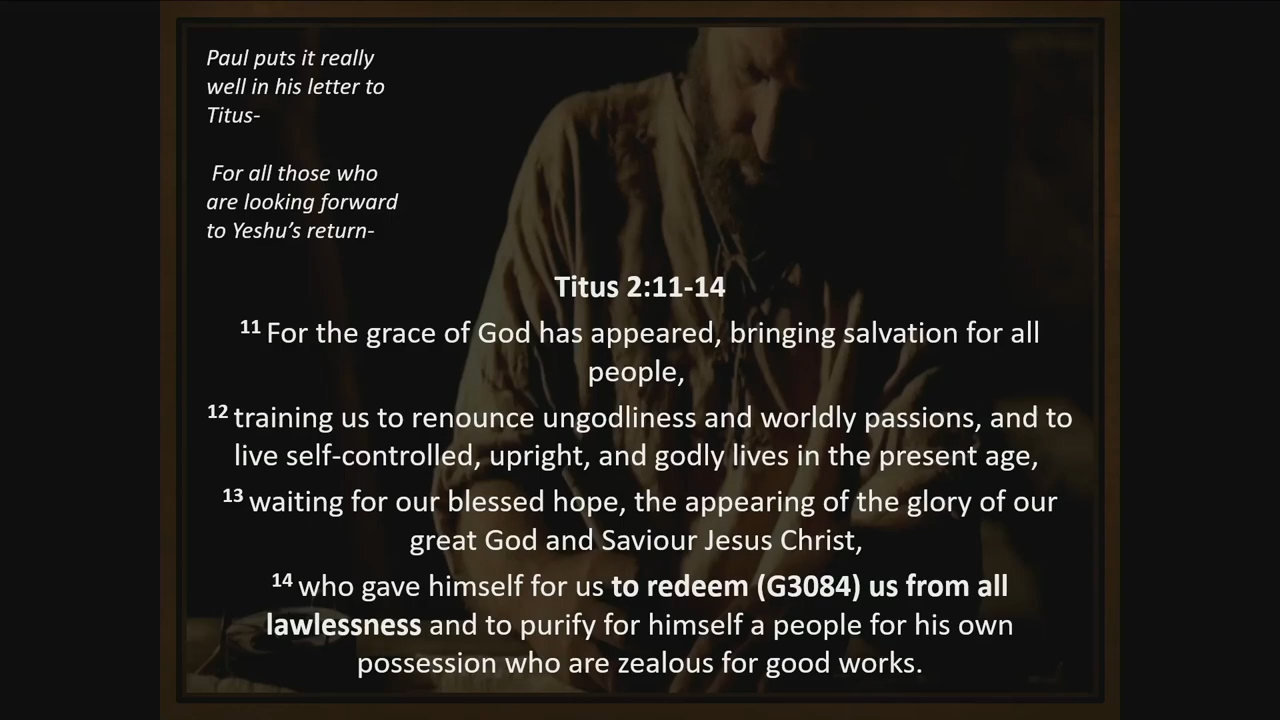 Paul puts it really
well in his letter to
Titus-
For all those who
are looking forward
to Yeshu’s return-
Titus 2:11-14
11 For the grace of God has appeared, bringing salvation for all
people,
12 training us to renounce ungodliness and worldly passions, and to
live self-controlled, upright, and godly lives in the present age,
13 waiting for our blessed hope, the appearing of the glory of our
great God and Saviour Jesus Christ,
14 who gave himself for us to redeem (G3084) us from all
lawlessness and to purify for himself a people for his own
possession who are zealous for good works.